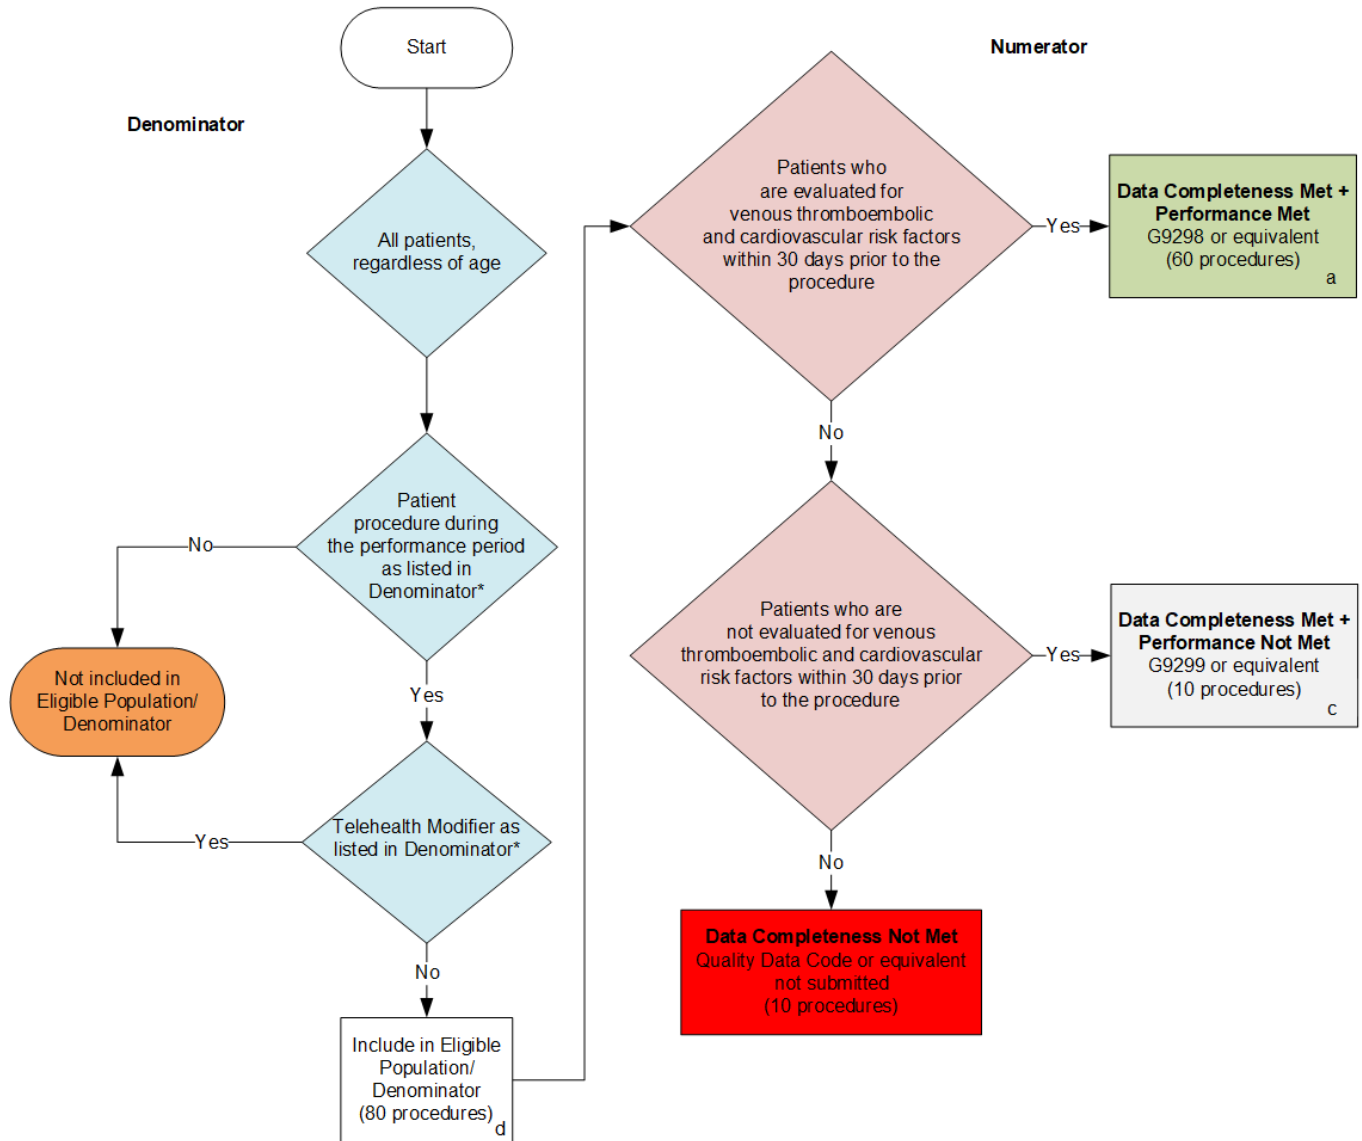 Start
Denominator
All patients,
regardless of age
Patient
procedure during
the performance period
as listed in
Denominator*
No
Not included in
Eligible Population/
Denominator
Yes
Telehealth Modifier as
listed in Denominator*
Yes
No
Include in Eligible
Population/
Denominator
(80 procedures)
d
Numerator
Patients who
are evaluated for
venous thromboembolic
and cardiovascular risk factors
within 30 days prior to the
procedure
Yes
Data Completeness Met +
Performance Met
G9298 or equivalent
(60 procedures)
a
No
Patients who are
not evaluated for venous
thromboembolic and cardiovascular
risk factors within 30 days prior
to the procedure
Yes
Data Completeness Met +
Performance Not Met
G9299 or equivalent
(10 procedures)
c
No
Data Completeness Not Met
Quality Data Code or equivalent
not submitted
(10 procedures)